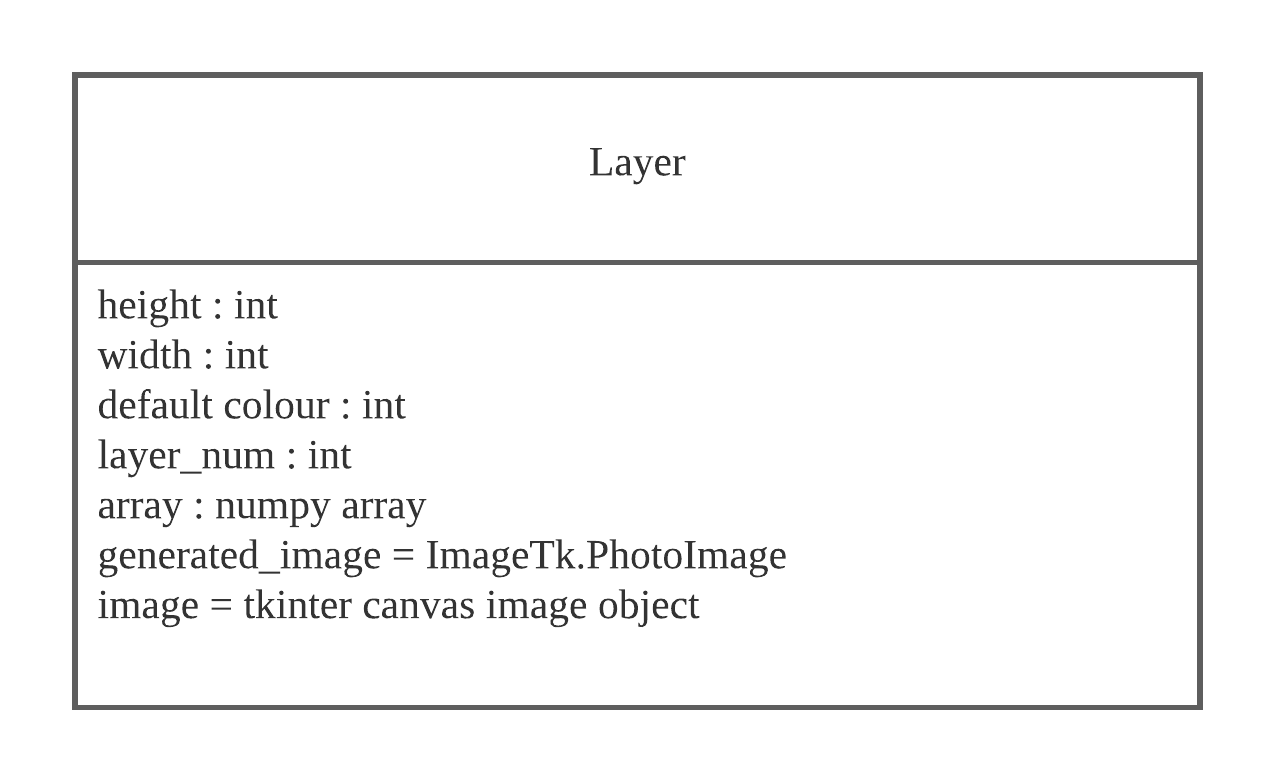 Layer
height : int
width : int
default colour : int
layer_num : int
array : numpy array
generated_image = ImageTk.PhotoImage
image = tkinter canvas image object